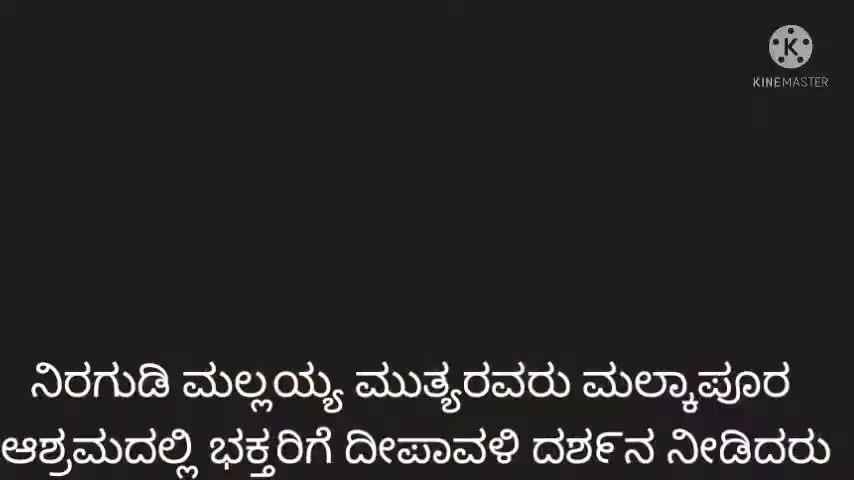 K
KINEMASTER
ನಿರಗುಡಿ ಮಲ್ಲಯ್ಯ ಮುತ್ಯರವರು ಮಲ್ಕಾಪೂರ
ಆಶ್ರಮದಲ್ಲಿ ಭಕ್ತರಿಗೆ ದೀಪಾವಳಿ ದರ್ಶನ ನೀಡಿದರು